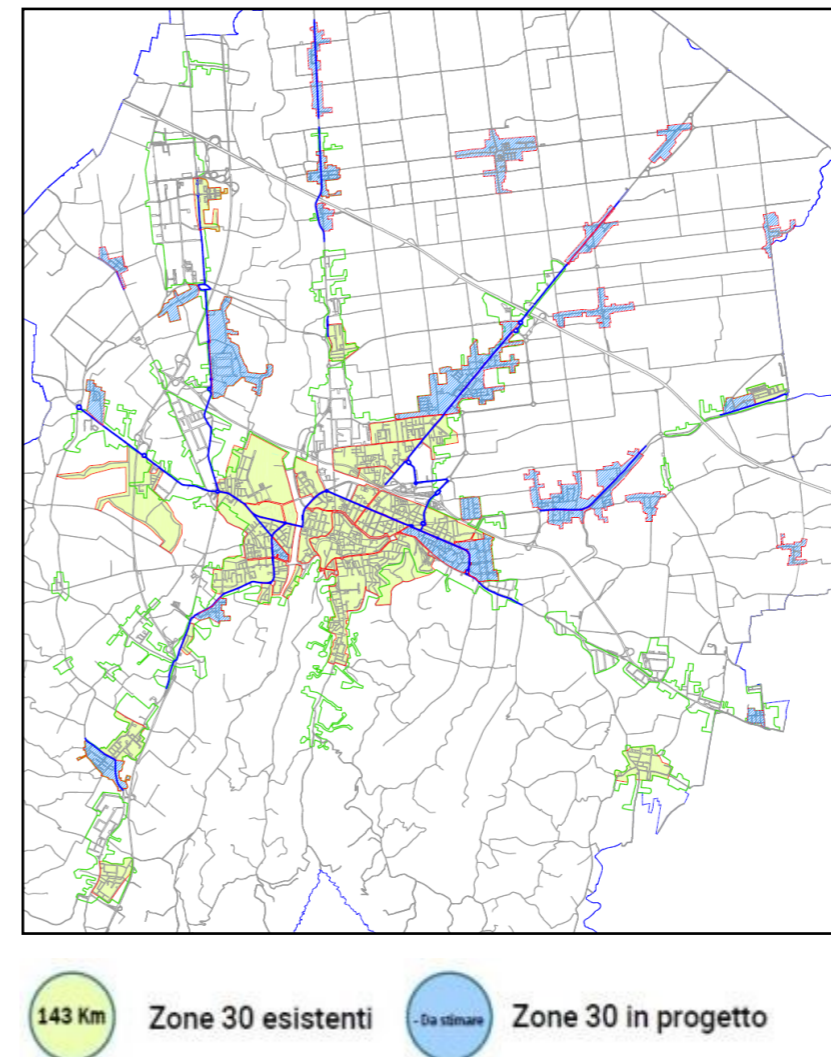 143 Km
Zone 30 esistenti
- Da stimare
Zone 30 in progetto